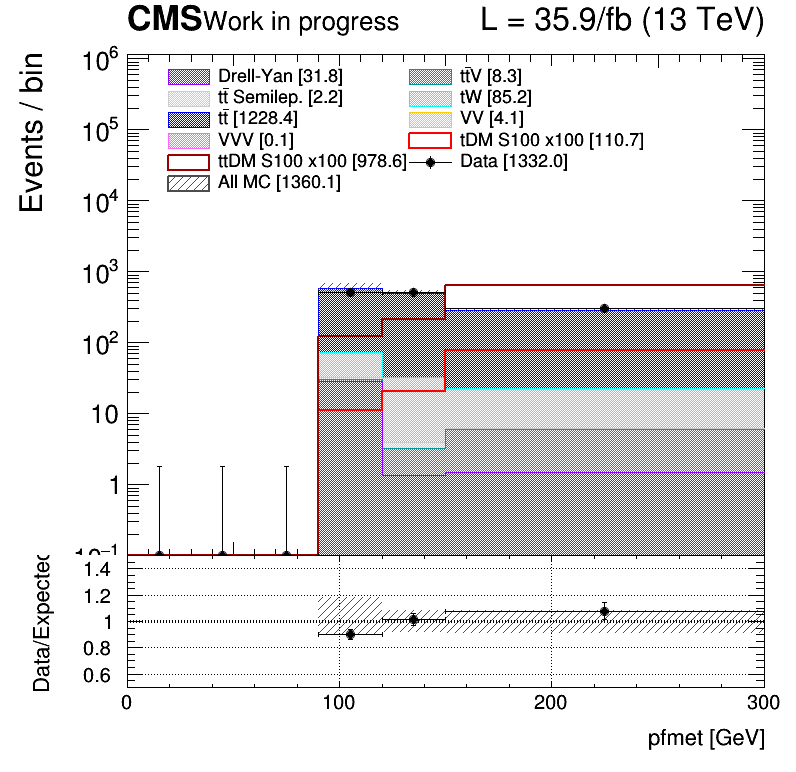 CMS Work in progress L = 35.9/fb (13 TeV)
Events / bin
10⁶
10⁵
10⁴
10³
10²
10
1
10⁻¹
Drell-Yan [31.8]
tt̄V [8.3]
tt̄ Semilep. [2.2]
tW [85.2]
tt̄ [1228.4]
VV [4.1]
VVV [0.1]
tDM S100 x100 [110.7]
ttDM S100 x100 [978.6]
Data [1332.0]
All MC [1360.1]
Data/Expected
1.4
1.2
1
0.8
0.6
0 100 200 300
pfmet [GeV]